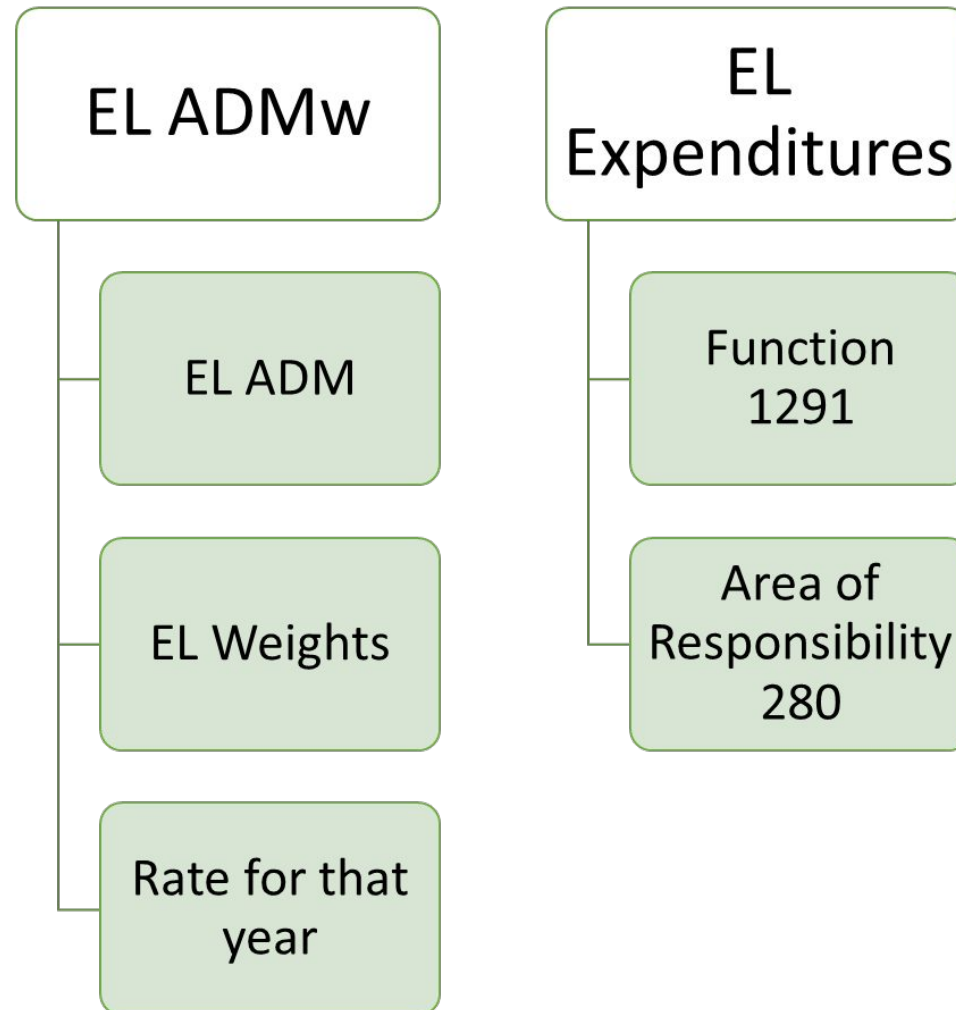 EL ADMw
EL ADM
EL Weights
Rate for that
year
EL
Expenditures
Function
1291
Area of
Responsibility
280